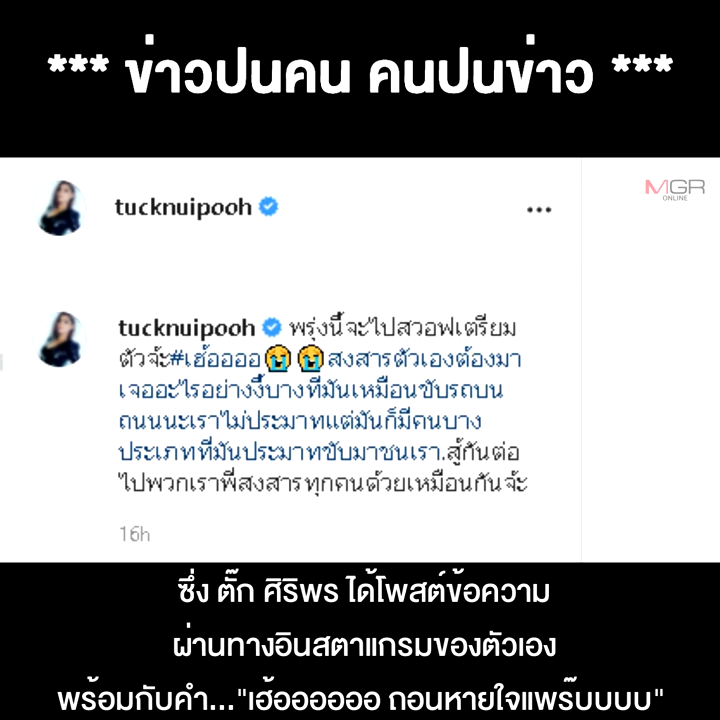 *** ข่าวปนคน คนปนข่าว ***
MGR
ONLINE
tucknuipooh
tucknuipooh พรุ่งนี้จะไปสวอฟเตรียม
ตัวจ้ะ#เฮ้ออออ😭😭สงสารตัวเองต้องมา
เจออะไรอย่างงี้บางทีมันเหมือนขับรถบน
ถนนนะเราไม่ประมาทแต่มันก็มีคนบาง
ประเภทที่มันประมาทขับมาชนเรา.สู้กันต่อ
ไปพวกเราพี่สงสารทุกคนด้วยเหมือนกันจ้ะ
16h
ซึ่ง ตั๊ก ศิริพร ได้โพสต์ข้อความ
ผ่านทางอินสตาแกรมของตัวเอง
พร้อมกับคำ..."เฮ้ออออออ ถอนหายใจแพร๊บบบบ"